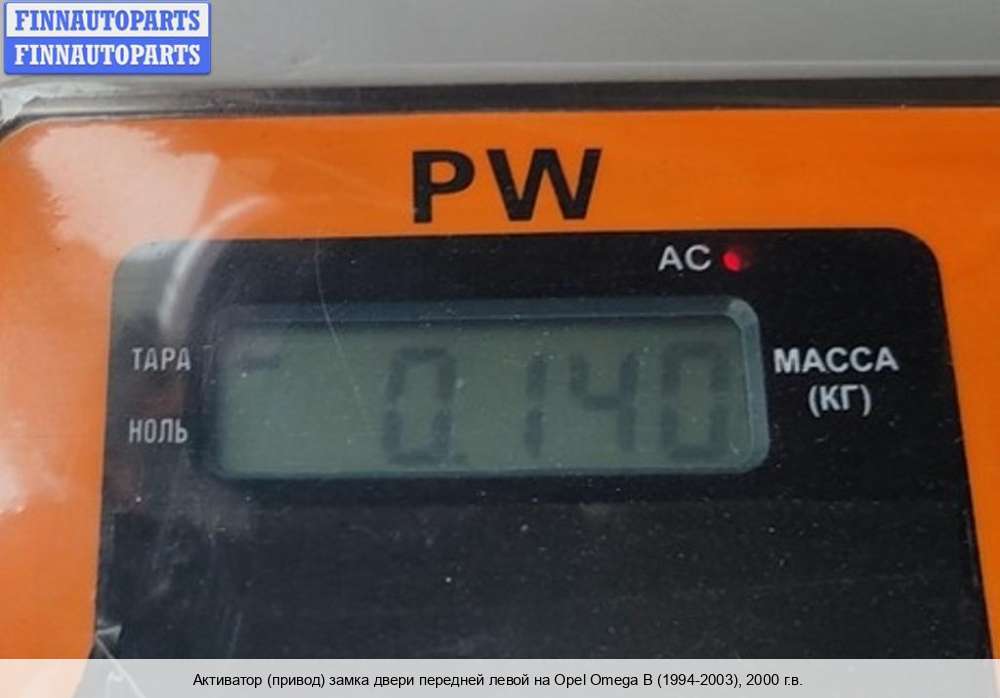 FINNAUTOPARTS
FINNAUTOPARTS
PW
AC
ТАРА
0.140
МАССА
(КГ)
НОЛЬ
Активатор (привод) замка двери передней левой на Opel Omega B (1994-2003), 2000 г.в.